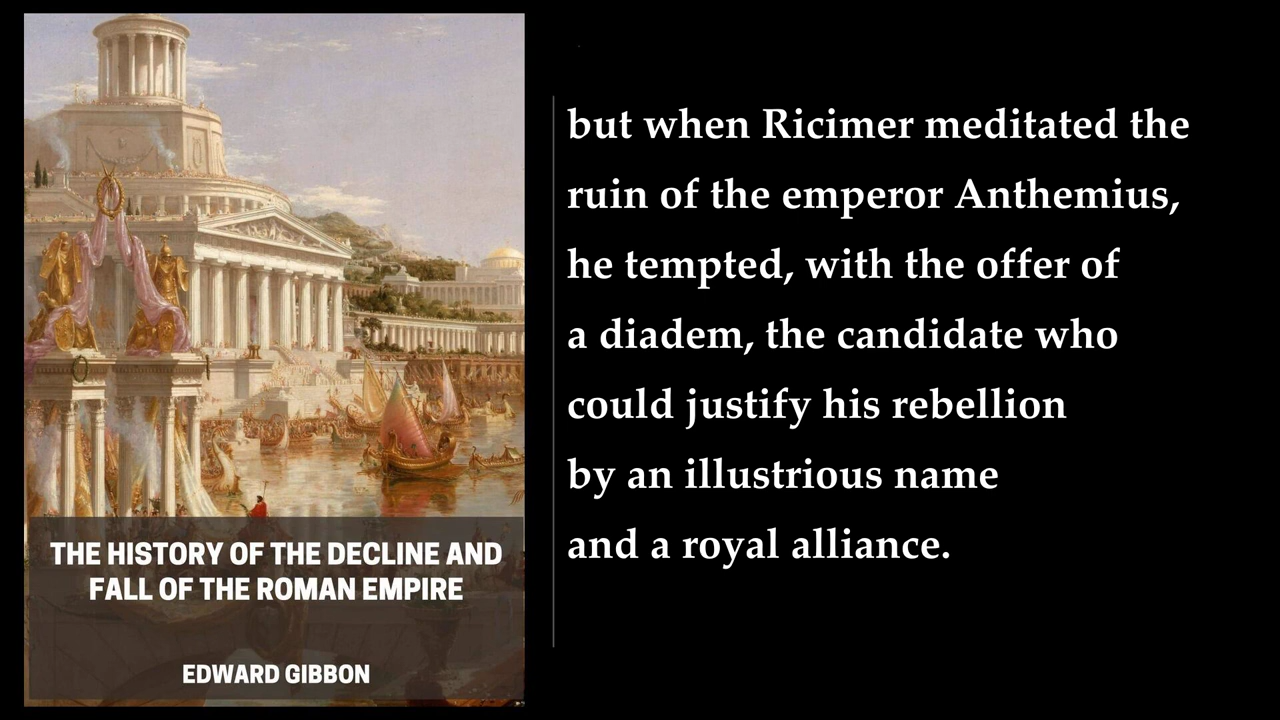 but when Ricimer meditated the
ruin of the emperor Anthemius,
he tempted, with the offer of
a diadem, the candidate who
could justify his rebellion
by an illustrious name
and a royal alliance.
THE HISTORY OF THE DECLINE AND
FALL OF THE ROMAN EMPIRE
EDWARD GIBBON